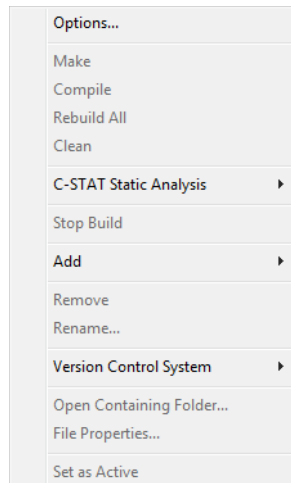 Options...
Make
Compile
Rebuild All
Clean
C-STAT Static Analysis
Stop Build
Add
Remove
Rename...
Version Control System
Open Containing Folder...
File Properties...
Set as Active